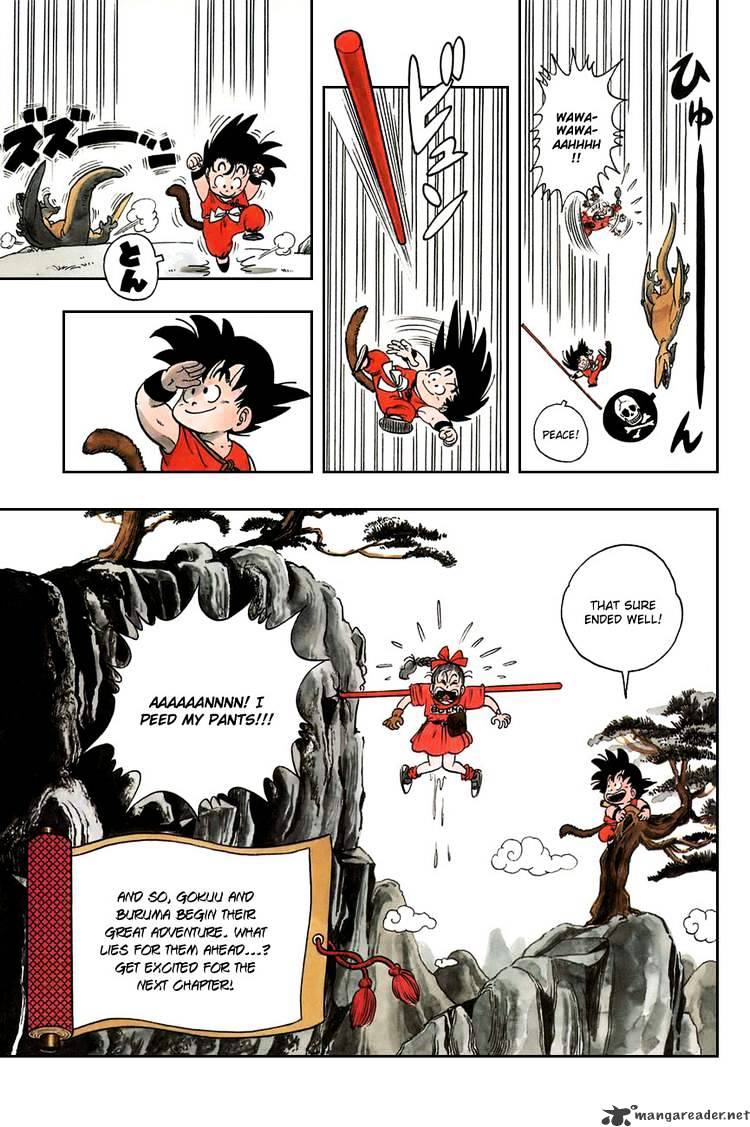 ひゅーーん
WAWA-
WAWA-
AAHHHH
!!
PEACE!
ビュン
ズズーッ
とん
AAAAAANNNN! I
PEED MY PANTS!!!
THAT SURE
ENDED WELL!
AND SO, GOKUU AND
BURUMA BEGIN THEIR
GREAT ADVENTURE. WHAT
LIES FOR THEM AHEAD...?
GET EXCITED FOR THE
NEXT CHAPTER!
mangareader.net